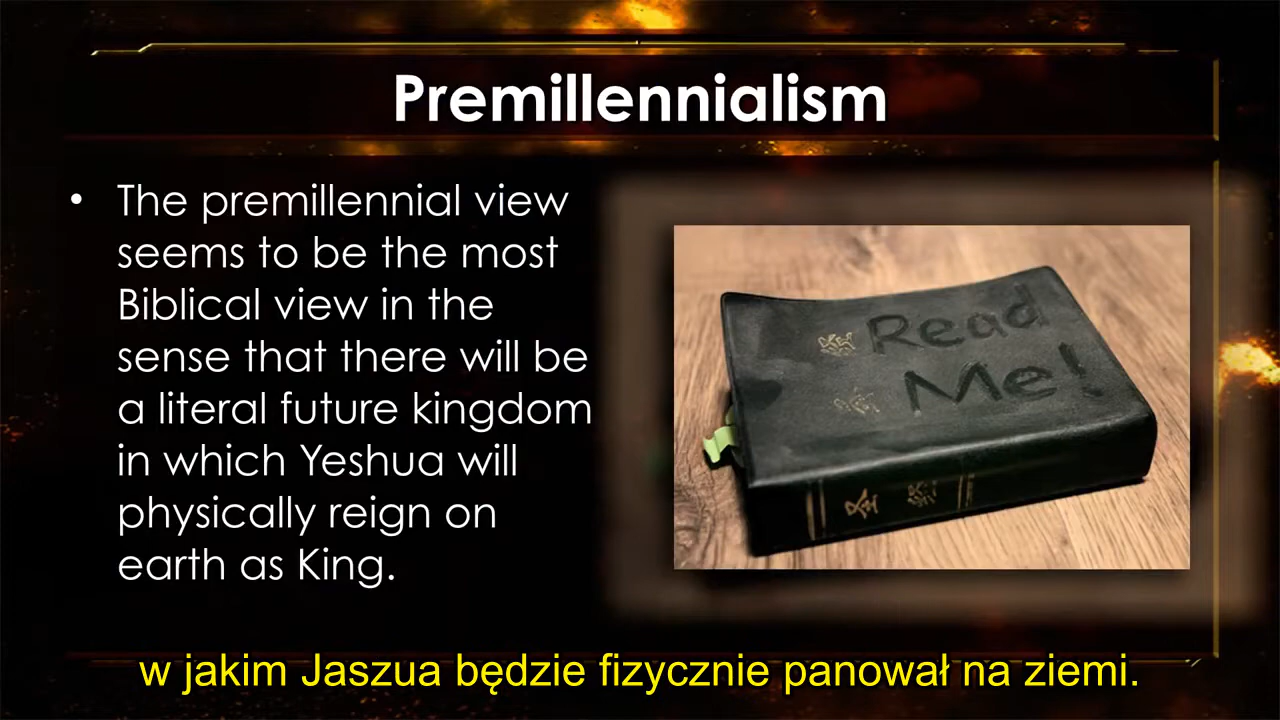 Premillennialism
• The premillennial view
seems to be the most
Biblical view in the
sense that there will be
a literal future kingdom
in which Yeshua will
physically reign on
earth as King.
Read
Me!
w jakim Jaszua będzie fizycznie panował na ziemi.